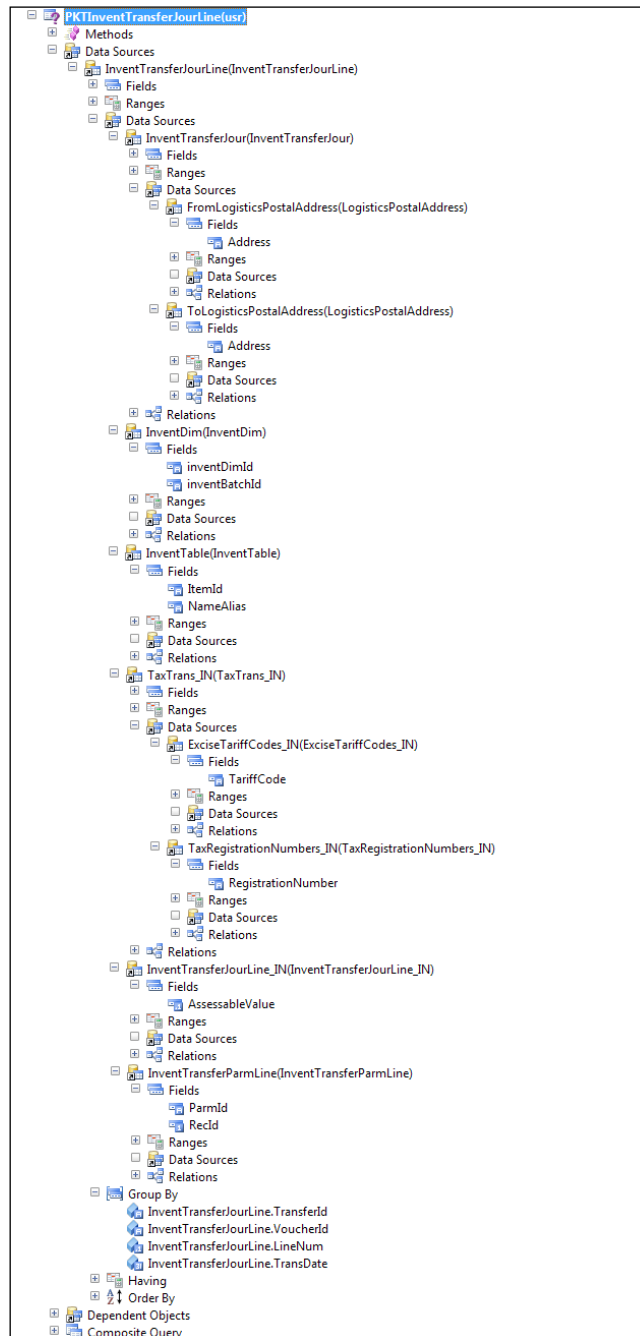 PKTInventTransferJourLine(usr)
Methods
Data Sources
InventTransferJourLine(InventTransferJourLine)
Fields
Ranges
Data Sources
InventTransferJour(InventTransferJour)
Fields
Ranges
Data Sources
FromLogisticsPostalAddress(LogisticsPostalAddress)
Fields
Address
Ranges
Data Sources
Relations
ToLogisticsPostalAddress(LogisticsPostalAddress)
Fields
Address
Ranges
Data Sources
Relations
Relations
InventDim(InventDim)
Fields
inventDimId
inventBatchId
Ranges
Data Sources
Relations
InventTable(InventTable)
Fields
ItemId
NameAlias
Ranges
Data Sources
Relations
TaxTrans_IN(TaxTrans_IN)
Fields
Ranges
Data Sources
ExciseTariffCodes_IN(ExciseTariffCodes_IN)
Fields
TariffCode
Ranges
Data Sources
Relations
TaxRegistrationNumbers_IN(TaxRegistrationNumbers_IN)
Fields
RegistrationNumber
Ranges
Data Sources
Relations
Relations
InventTransferJourLine_IN(InventTransferJourLine_IN)
Fields
AssessableValue
Ranges
Data Sources
Relations
InventTransferParmLine(InventTransferParmLine)
Fields
ParmId
RecId
Ranges
Data Sources
Relations
Group By
InventTransferJourLine.TransferId
InventTransferJourLine.VoucherId
InventTransferJourLine.LineNum
InventTransferJourLine.TransDate
Having
Order By
Dependent Objects
Composite Query